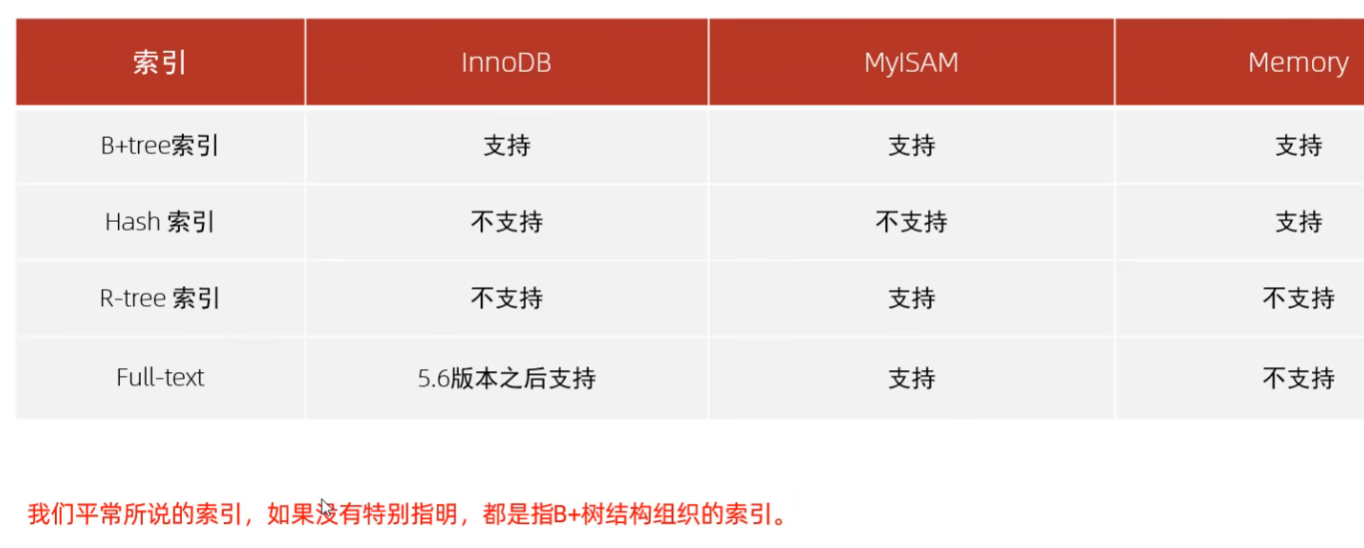 索引 InnoDB MyISAM Memory
B+tree索引 支持 支持 支持
Hash 索引 不支持 不支持 支持
R-tree 索引 不支持 支持 不支持
Full-text 5.6版本之后支持 支持 不支持
我们平常所说的索引，如果没有特别指明，都是指B+树结构组织的索引。